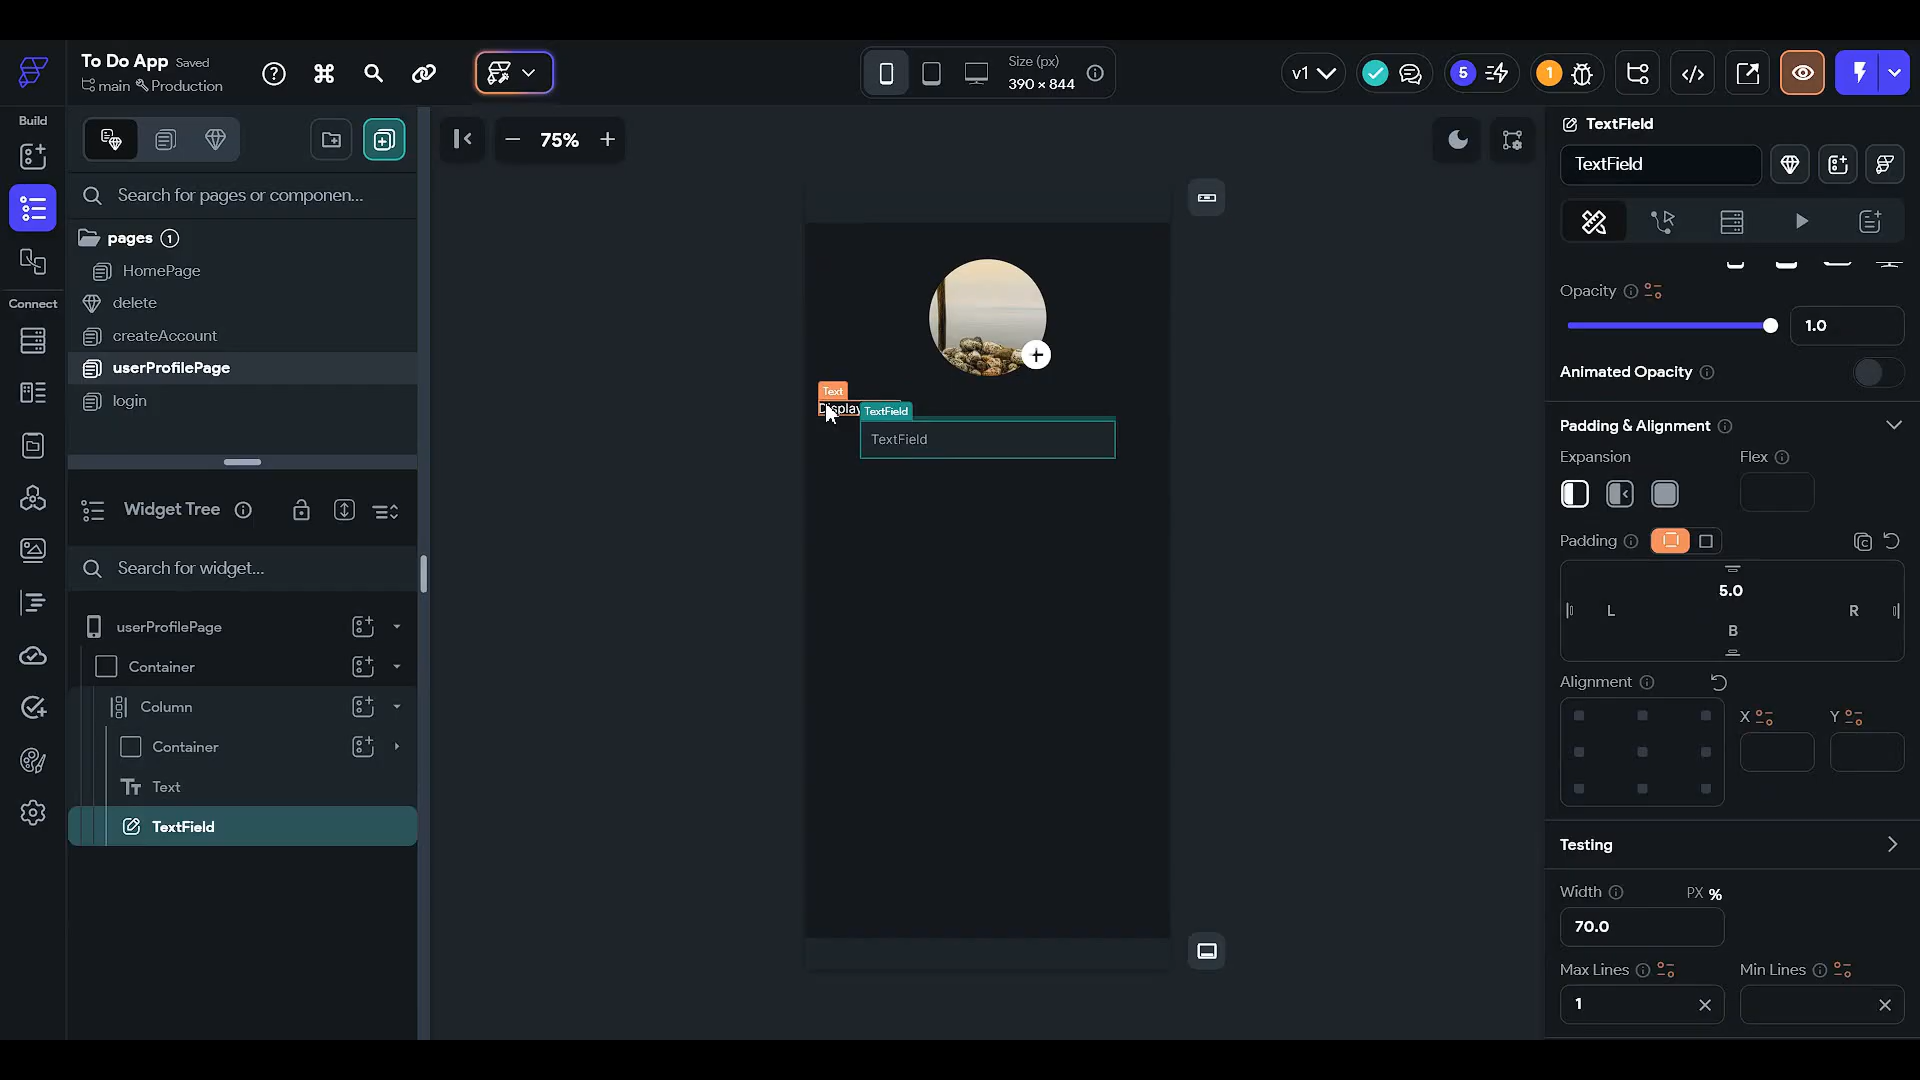 To Do App Saved
main Production
Size (px)
390 × 844
v1
5
1
Build
Connect
75%
Search for pages or componen...
pages 1
HomePage
delete
createAccount
userProfilePage
login
Widget Tree
Search for widget...
userProfilePage
Container
Column
Container
Text
TextField
Text
Display
TextField
TextField
TextField
TextField
Opacity
1.0
Animated Opacity
Padding & Alignment
Expansion
Flex
Padding
5.0
L
R
B
Alignment
X
Y
Testing
Width
PX %
70.0
Max Lines
Min Lines
1